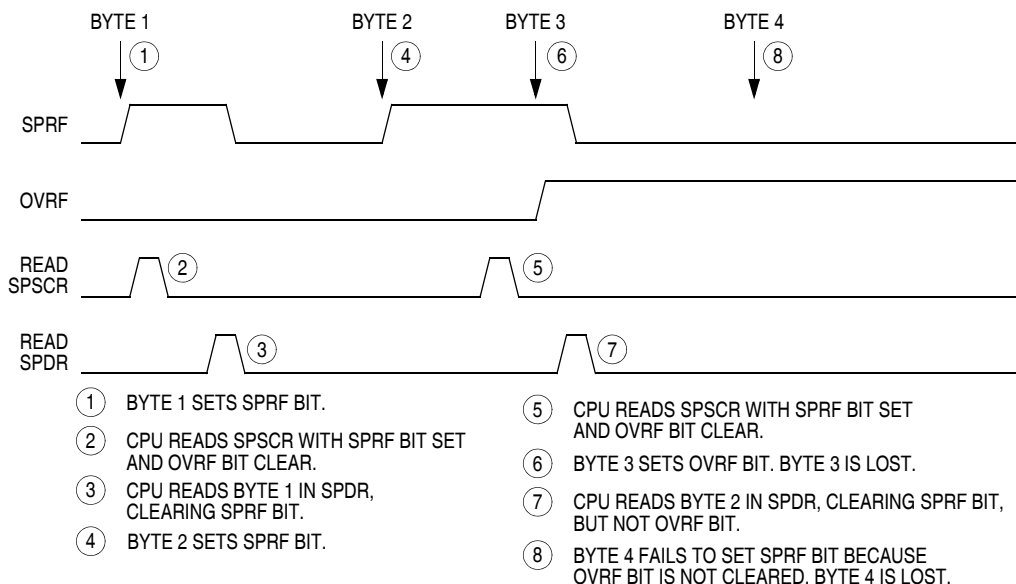 BYTE 1 BYTE 2 BYTE 3 BYTE 4
1 4 6 8
SPRF
OVRF
READ
SPSCR
2 5
READ
SPDR
3 7
1 BYTE 1 SETS SPRF BIT.
2 CPU READS SPSCR WITH SPRF BIT SET
AND OVRF BIT CLEAR.
3 CPU READS BYTE 1 IN SPDR,
CLEARING SPRF BIT.
4 BYTE 2 SETS SPRF BIT.
5 CPU READS SPSCR WITH SPRF BIT SET
AND OVRF BIT CLEAR.
6 BYTE 3 SETS OVRF BIT. BYTE 3 IS LOST.
7 CPU READS BYTE 2 IN SPDR, CLEARING SPRF BIT,
BUT NOT OVRF BIT.
8 BYTE 4 FAILS TO SET SPRF BIT BECAUSE
OVRF BIT IS NOT CLEARED. BYTE 4 IS LOST.